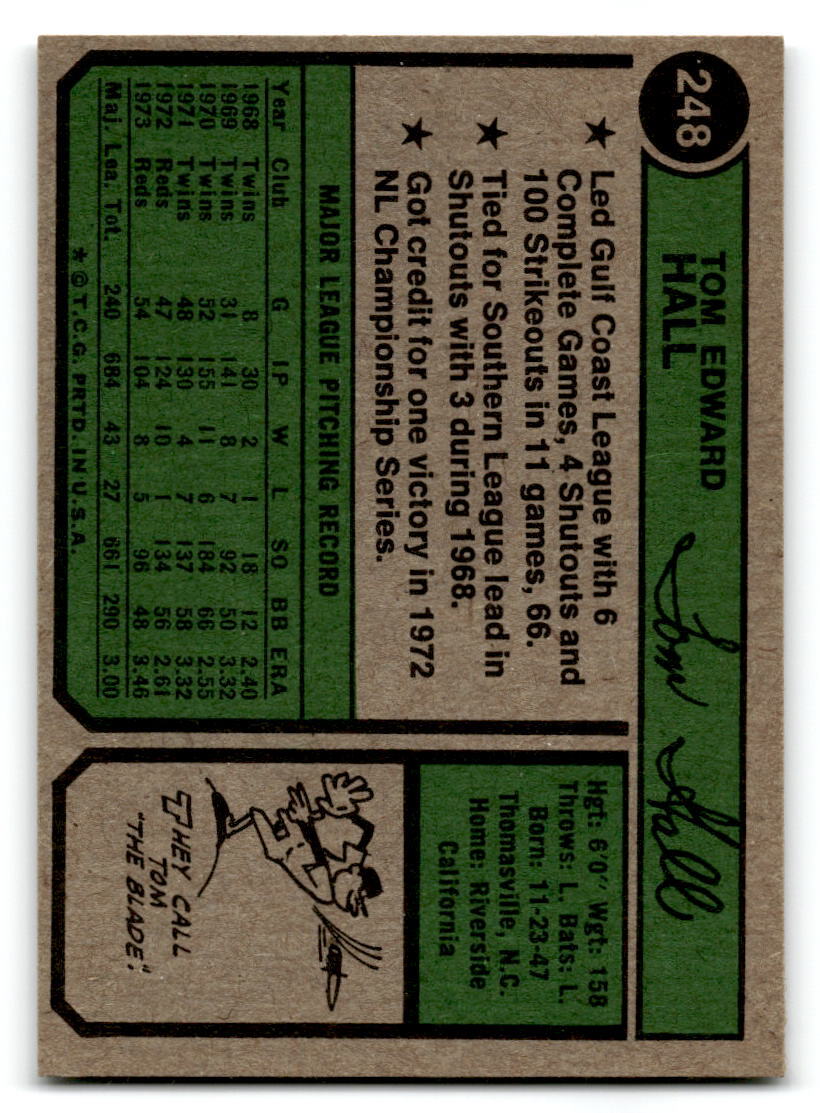 248
TOM EDWARD
HALL
Tom Hall
★ Led Gulf Coast League with 6
Complete Games, 4 Shutouts and
100 Strikeouts in 11 games, 66.
★ Tied for Southern League lead in
Shutouts with 3 during 1968.
★ Got credit for one victory in 1972
NL Championship Series.
MAJOR LEAGUE PITCHING RECORD
Year Club G IP W L SO BB ERA
1968 Twins 8 30 2 1 18 12 2.40
1969 Twins 31 141 8 7 92 50 3.32
1970 Twins 52 155 11 6 184 66 2.55
1971 Twins 48 130 4 7 137 58 3.32
1972 Reds 47 124 10 1 134 56 2.61
1973 Reds 54 104 8 5 96 48 3.46
Maj. Lea. Tot. 240 684 43 27 661 290 3.00
* © T.C.G. PRTD. IN U.S.A.
Hgt: 6'0" Wgt: 158
Throws: L. Bats: L.
Born: 11-23-47
Thomasville, N.C.
Home: Riverside
California
THEY CALL
TOM
"THE BLADE".